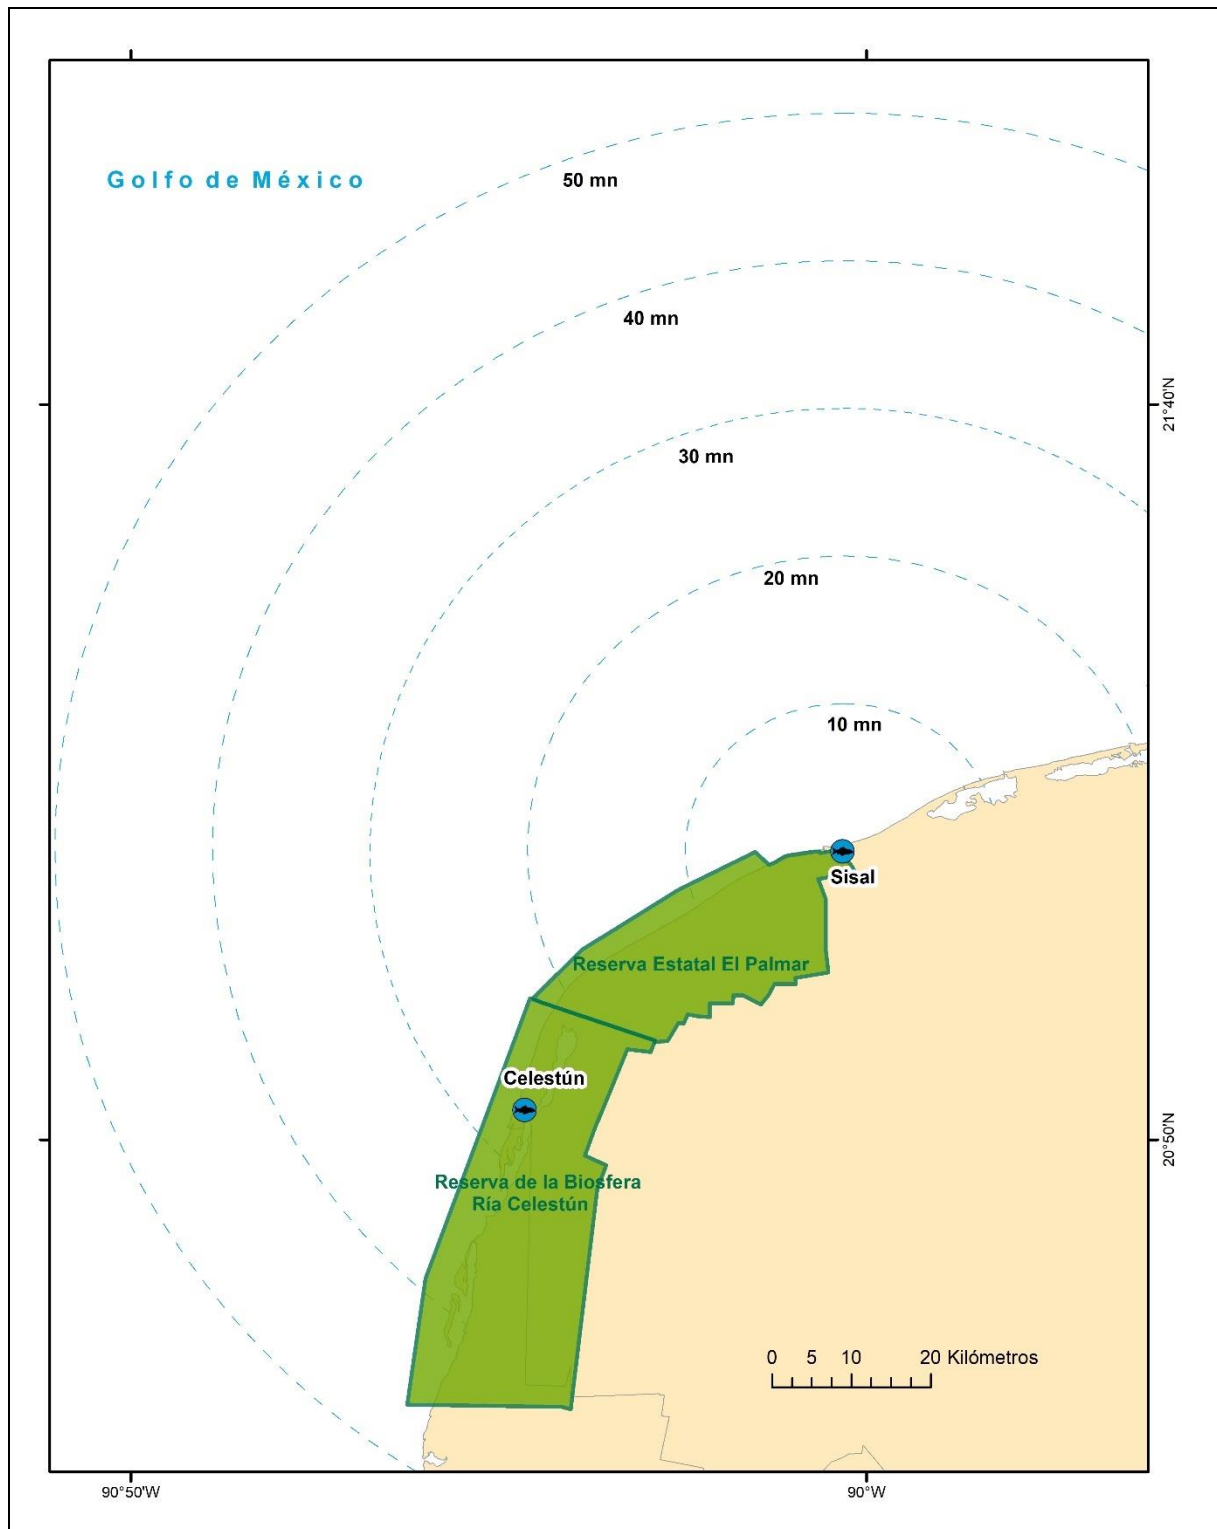 Golfo de México
50 mn
40 mn
21°40'N
30 mn
20 mn
10 mn
Sisal
Reserva Estatal El Palmar
Celestún
20°50'N
Reserva de la Biosfera
Ría Celestún
0 5 10 20 Kilómetros
90°50'W 90°W